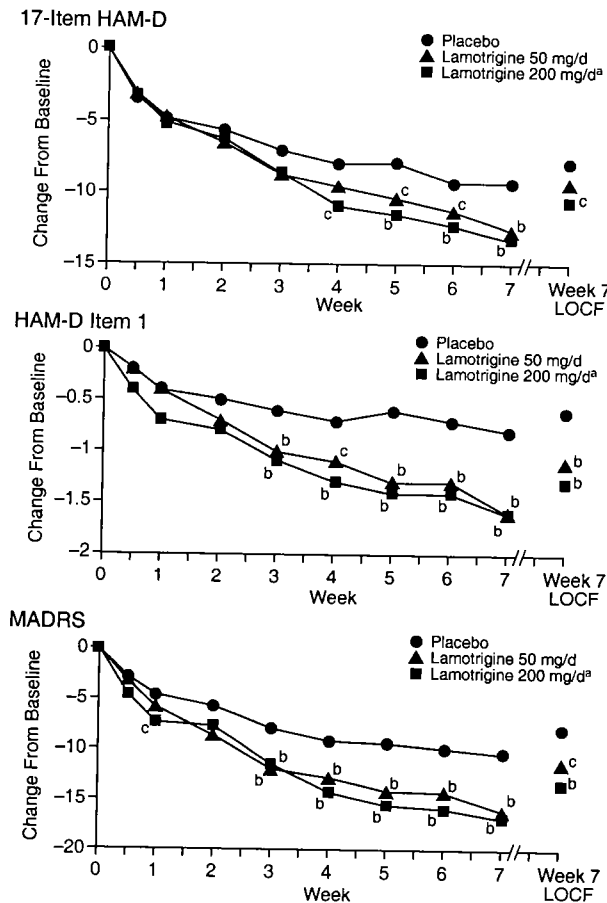 17-Item HAM-D
Placebo
Lamotrigine 50 mg/d
Lamotrigine 200 mg/dª
Change From Baseline
0
−5
−10
−15
c
c
c
b
b
b
b
b
c
0 1 2 3 4 5 6 7
Week
Week 7
LOCF
HAM-D Item 1
Placebo
Lamotrigine 50 mg/d
Lamotrigine 200 mg/dª
Change From Baseline
0
−0.5
−1
−1.5
−2
b
c
b
b
b
b
b
b
b
b
b
b
b
0 1 2 3 4 5 6 7
Week
Week 7
LOCF
MADRS
Placebo
Lamotrigine 50 mg/d
Lamotrigine 200 mg/dª
Change From Baseline
0
−5
−10
−15
−20
c
b
b
b
b
b
b
b
b
b
b
b
c
b
0 1 2 3 4 5 6 7
Week
Week 7
LOCF